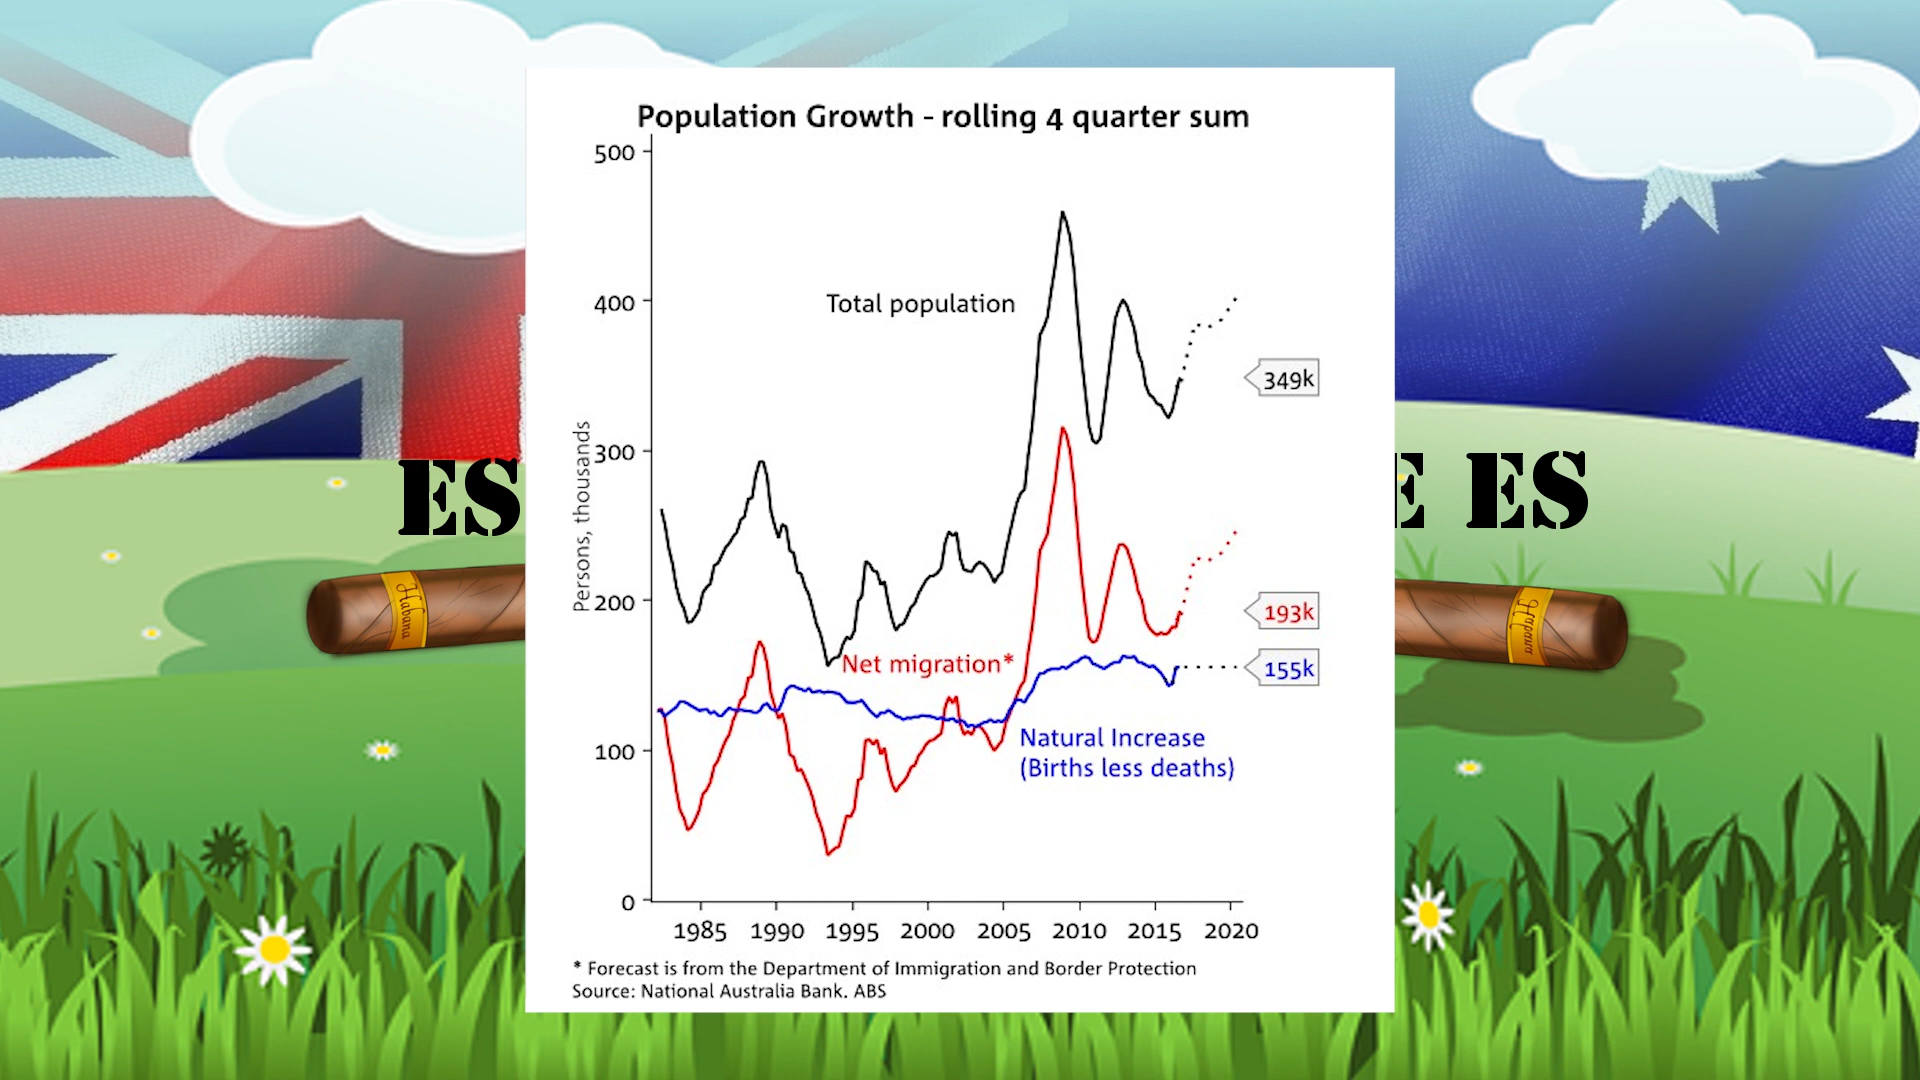 Population Growth - rolling 4 quarter sum
500
400
300
200
100
0
Persons, thousands
Total population
Net migration*
Natural Increase
(Births less deaths)
349k
193k
155k
1985 1990 1995 2000 2005 2010 2015 2020
* Forecast is from the Department of Immigration and Border Protection
Source: National Australia Bank. ABS
ES
E ES
Habana
Habana